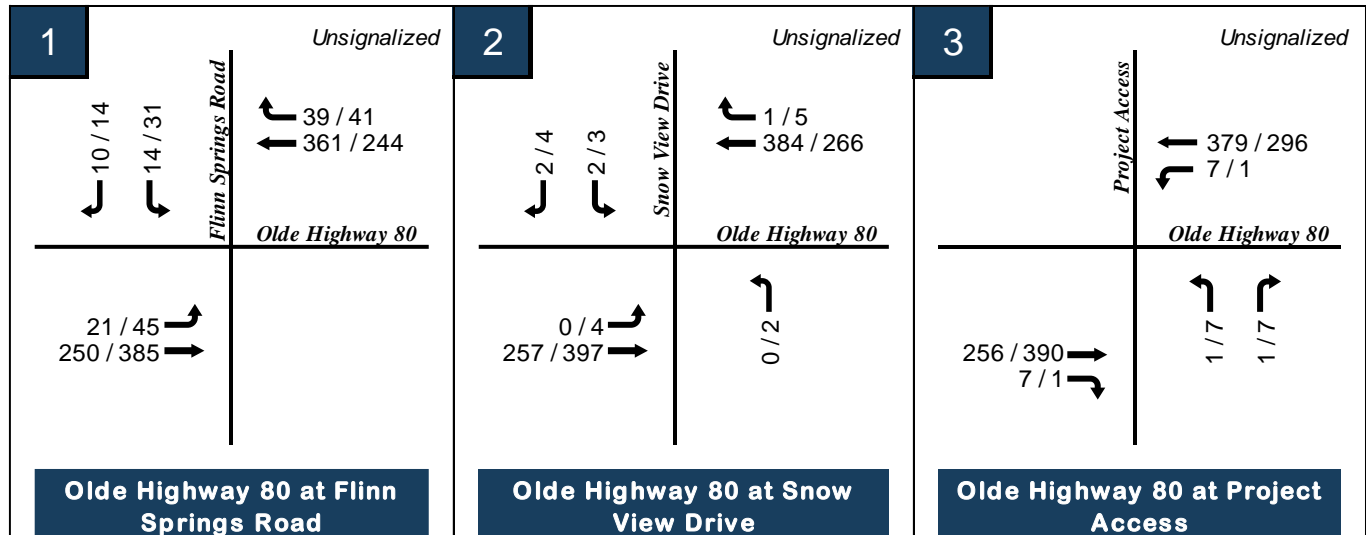 1
Unsignalized
10 / 14
14 / 31
Flinn Springs Road
39 / 41
361 / 244
Olde Highway 80
21 / 45
250 / 385
Olde Highway 80 at Flinn
Springs Road
2
Unsignalized
2 / 4
2 / 3
Snow View Drive
1 / 5
384 / 266
Olde Highway 80
0 / 4
257 / 397
0 / 2
Olde Highway 80 at Snow
View Drive
3
Unsignalized
Project Access
379 / 296
7 / 1
Olde Highway 80
256 / 390
7 / 1
1 / 7
1 / 7
Olde Highway 80 at Project
Access